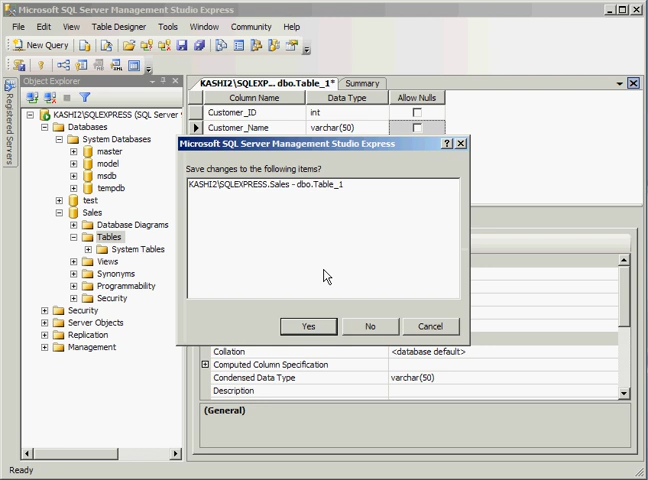 Microsoft SQL Server Management Studio Express
File Edit View Table Designer Tools Window Community Help
New Query
Registered Servers
Object Explorer
KASHI2\SQLEXPRESS (SQL Server
Databases
System Databases
master
model
msdb
tempdb
test
Sales
Database Diagrams
Tables
System Tables
Views
Synonyms
Programmability
Security
Security
Server Objects
Replication
Management
KASHI2\SQLEXP... dbo.Table_1* Summary
Column Name Data Type Allow Nulls
Customer_ID int
Customer_Name varchar(50)
Microsoft SQL Server Management Studio Express
Save changes to the following items?
KASHI2\SQLEXPRESS.Sales - dbo.Table_1
Yes No Cancel
Collation <database default>
Computed Column Specification
Condensed Data Type varchar(50)
Description
(General)
Ready